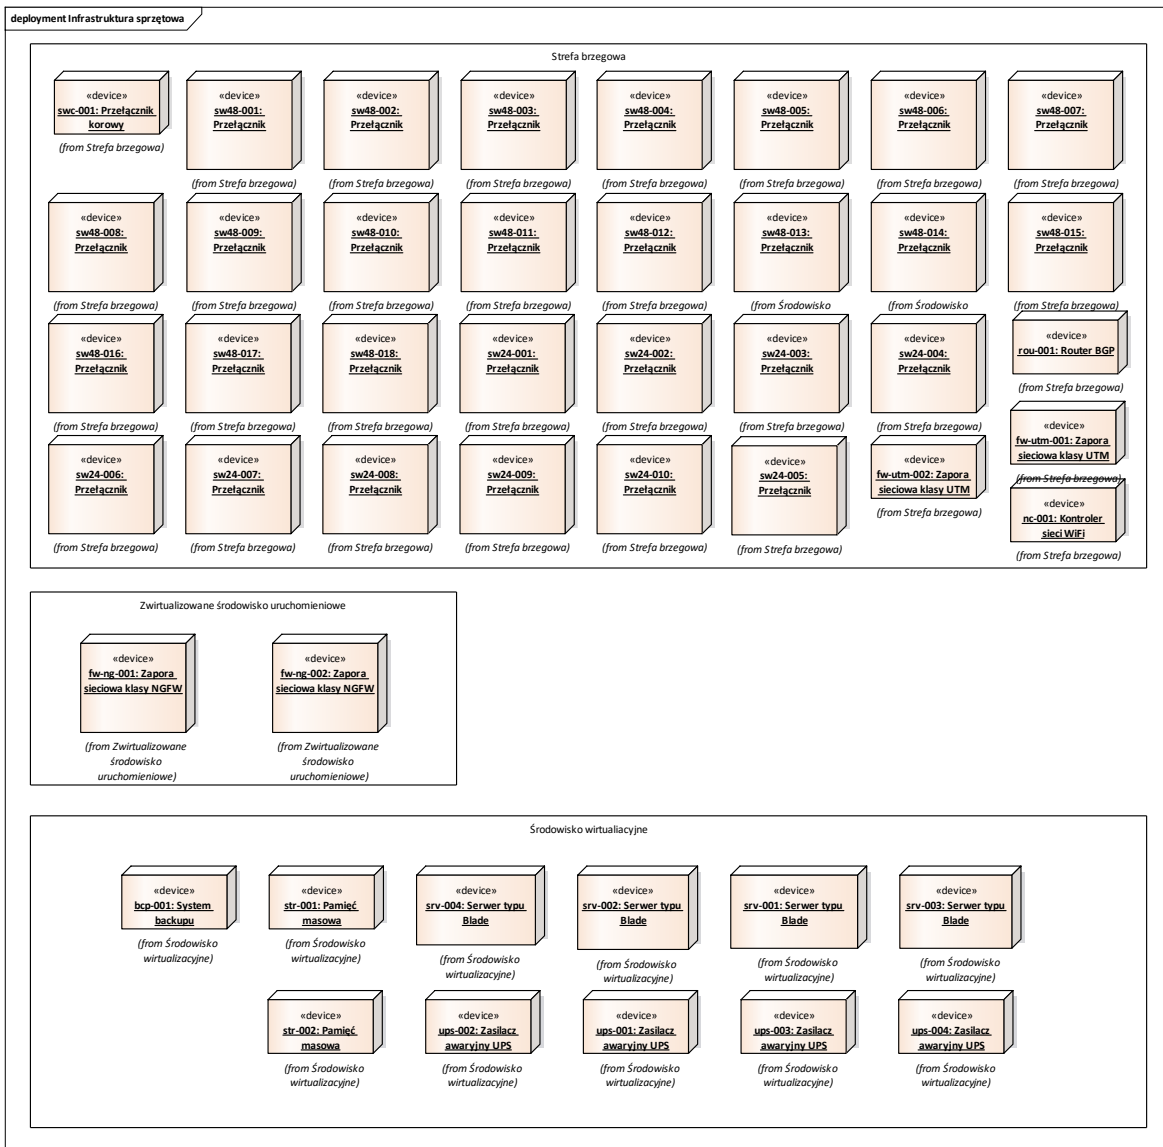 deployment Infrastruktura sprzętowa
Strefa brzegowa
«device»
swc-001: Przełącznik
korowy
(from Strefa brzegowa)
«device»
sw48-001:
Przełącznik
(from Strefa brzegowa)
«device»
sw48-002:
Przełącznik
(from Strefa brzegowa)
«device»
sw48-003:
Przełącznik
(from Strefa brzegowa)
«device»
sw48-004:
Przełącznik
(from Strefa brzegowa)
«device»
sw48-005:
Przełącznik
(from Strefa brzegowa)
«device»
sw48-006:
Przełącznik
(from Strefa brzegowa)
«device»
sw48-007:
Przełącznik
(from Strefa brzegowa)
«device»
sw48-008:
Przełącznik
(from Strefa brzegowa)
«device»
sw48-009:
Przełącznik
(from Strefa brzegowa)
«device»
sw48-010:
Przełącznik
(from Strefa brzegowa)
«device»
sw48-011:
Przełącznik
(from Strefa brzegowa)
«device»
sw48-012:
Przełącznik
(from Strefa brzegowa)
«device»
sw48-013:
Przełącznik
(from Środowisko
«device»
sw48-014:
Przełącznik
(from Środowisko
«device»
sw48-015:
Przełącznik
(from Strefa brzegowa)
«device»
sw48-016:
Przełącznik
(from Strefa brzegowa)
«device»
sw48-017:
Przełącznik
(from Strefa brzegowa)
«device»
sw48-018:
Przełącznik
(from Strefa brzegowa)
«device»
sw24-001:
Przełącznik
(from Strefa brzegowa)
«device»
sw24-002:
Przełącznik
(from Strefa brzegowa)
«device»
sw24-003:
Przełącznik
(from Strefa brzegowa)
«device»
sw24-004:
Przełącznik
(from Strefa brzegowa)
«device»
rou-001: Router BGP
(from Strefa brzegowa)
«device»
fw-utm-001: Zapora
sieciowa klasy UTM
(from Strefa brzegowa)
«device»
sw24-006:
Przełącznik
(from Strefa brzegowa)
«device»
sw24-007:
Przełącznik
(from Strefa brzegowa)
«device»
sw24-008:
Przełącznik
(from Strefa brzegowa)
«device»
sw24-009:
Przełącznik
(from Strefa brzegowa)
«device»
sw24-010:
Przełącznik
(from Strefa brzegowa)
«device»
sw24-005:
Przełącznik
(from Strefa brzegowa)
«device»
fw-utm-002: Zapora
sieciowa klasy UTM
(from Strefa brzegowa)
«device»
nc-001: Kontroler
sieci WiFi
(from Strefa brzegowa)
Zwirtualizowane środowisko uruchomieniowe
«device»
fw-ng-001: Zapora
sieciowa klasy NGFW
(from Zwirtualizowane
środowisko
uruchomieniowe)
«device»
fw-ng-002: Zapora
sieciowa klasy NGFW
(from Zwirtualizowane
środowisko
uruchomieniowe)
Środowisko wirtualiacyjne
«device»
bcp-001: System
backupu
(from Środowisko
wirtualizacyjne)
«device»
str-001: Pamięć
masowa
(from Środowisko
wirtualizacyjne)
«device»
srv-004: Serwer typu
Blade
(from Środowisko
wirtualizacyjne)
«device»
srv-002: Serwer typu
Blade
(from Środowisko
wirtualizacyjne)
«device»
srv-001: Serwer typu
Blade
(from Środowisko
wirtualizacyjne)
«device»
srv-003: Serwer typu
Blade
(from Środowisko
wirtualizacyjne)
«device»
str-002: Pamięć
masowa
(from Środowisko
wirtualizacyjne)
«device»
ups-002: Zasilacz
awaryjny UPS
(from Środowisko
wirtualizacyjne)
«device»
ups-001: Zasilacz
awaryjny UPS
(from Środowisko
wirtualizacyjne)
«device»
ups-003: Zasilacz
awaryjny UPS
(from Środowisko
wirtualizacyjne)
«device»
ups-004: Zasilacz
awaryjny UPS
(from Środowisko
wirtualizacyjne)